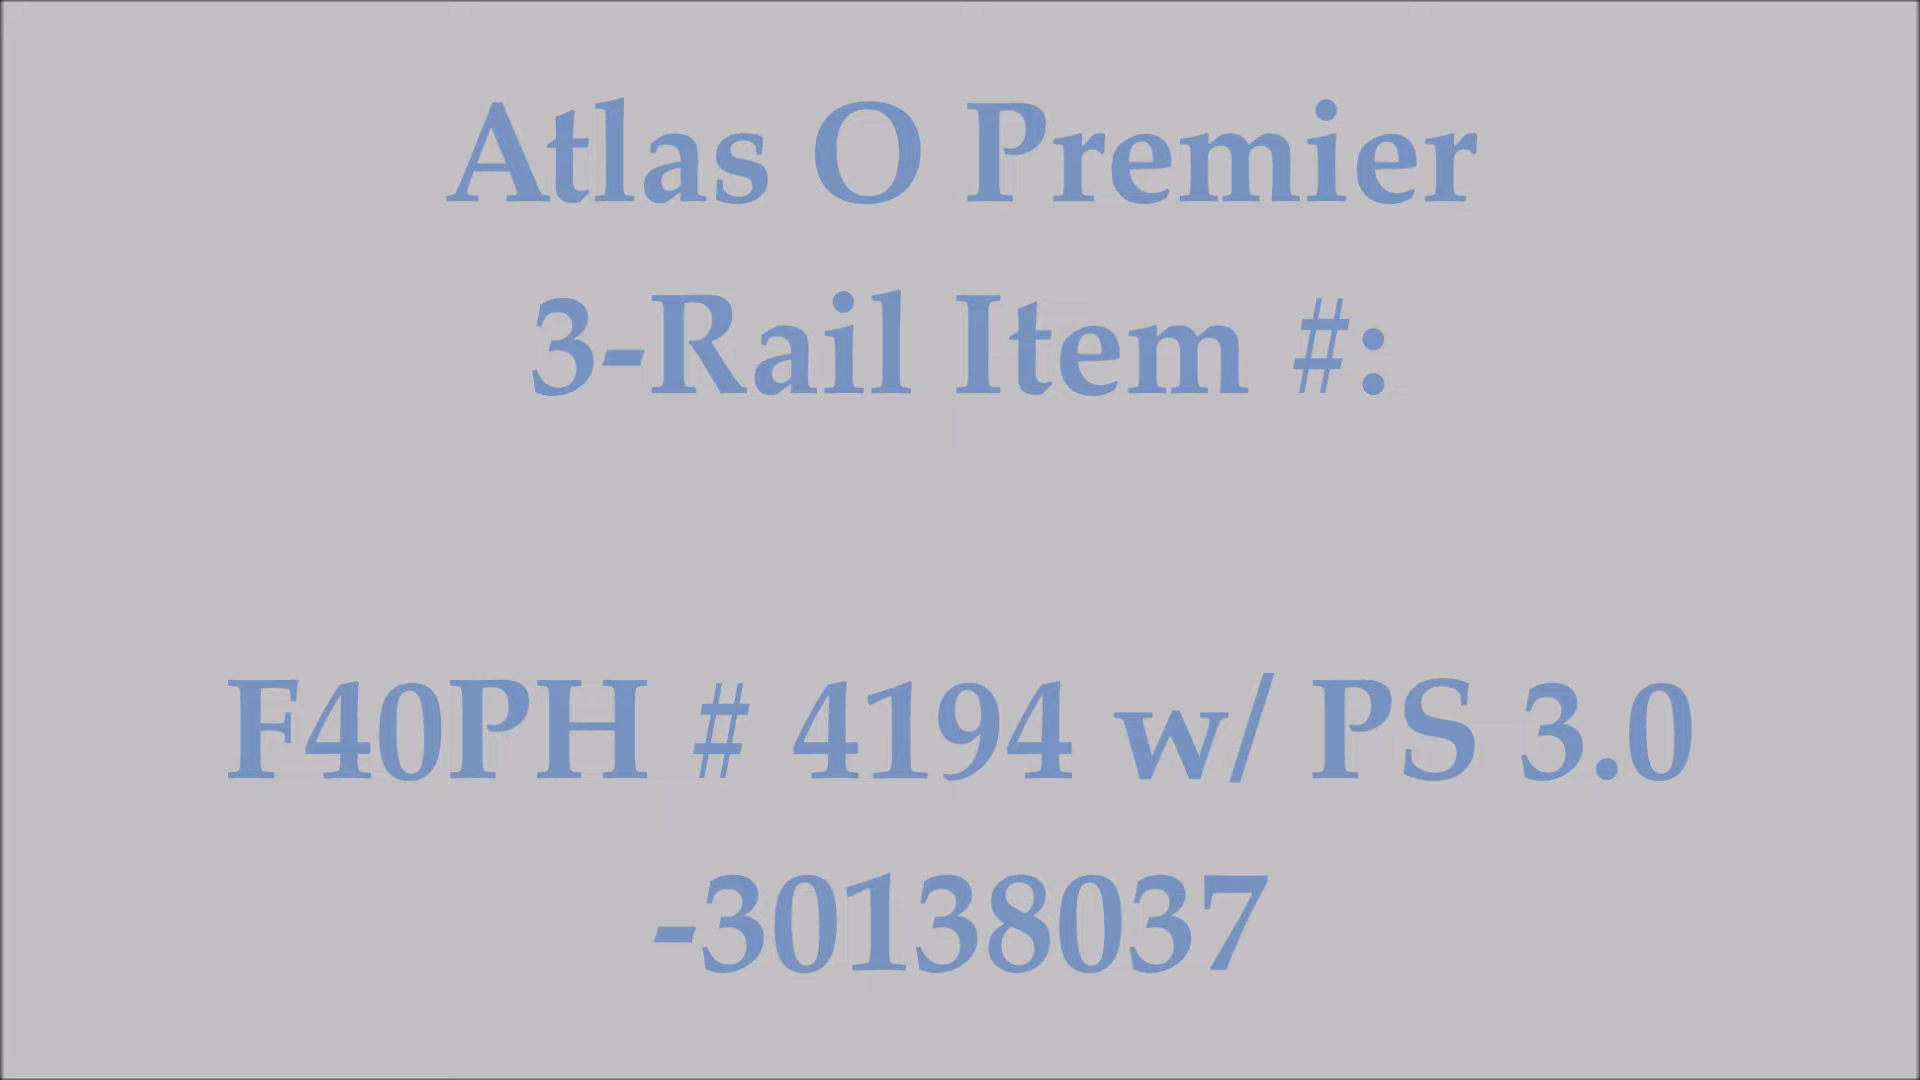 Atlas O Premier
3-Rail Item #:
F40PH # 4194 w/ PS 3.0
-30138037